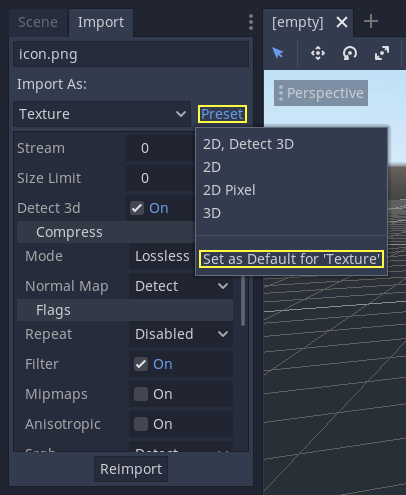 Scene Import
[empty]
icon.png
Import As:
Texture Preset
Perspective
2D, Detect 3D
2D
2D Pixel
3D
Set as Default for 'Texture'
Stream 0
Size Limit 0
Detect 3d On
Compress
Mode Lossless
Normal Map Detect
Flags
Repeat Disabled
Filter On
Mipmaps On
Anisotropic On
Srgb Detect
Reimport